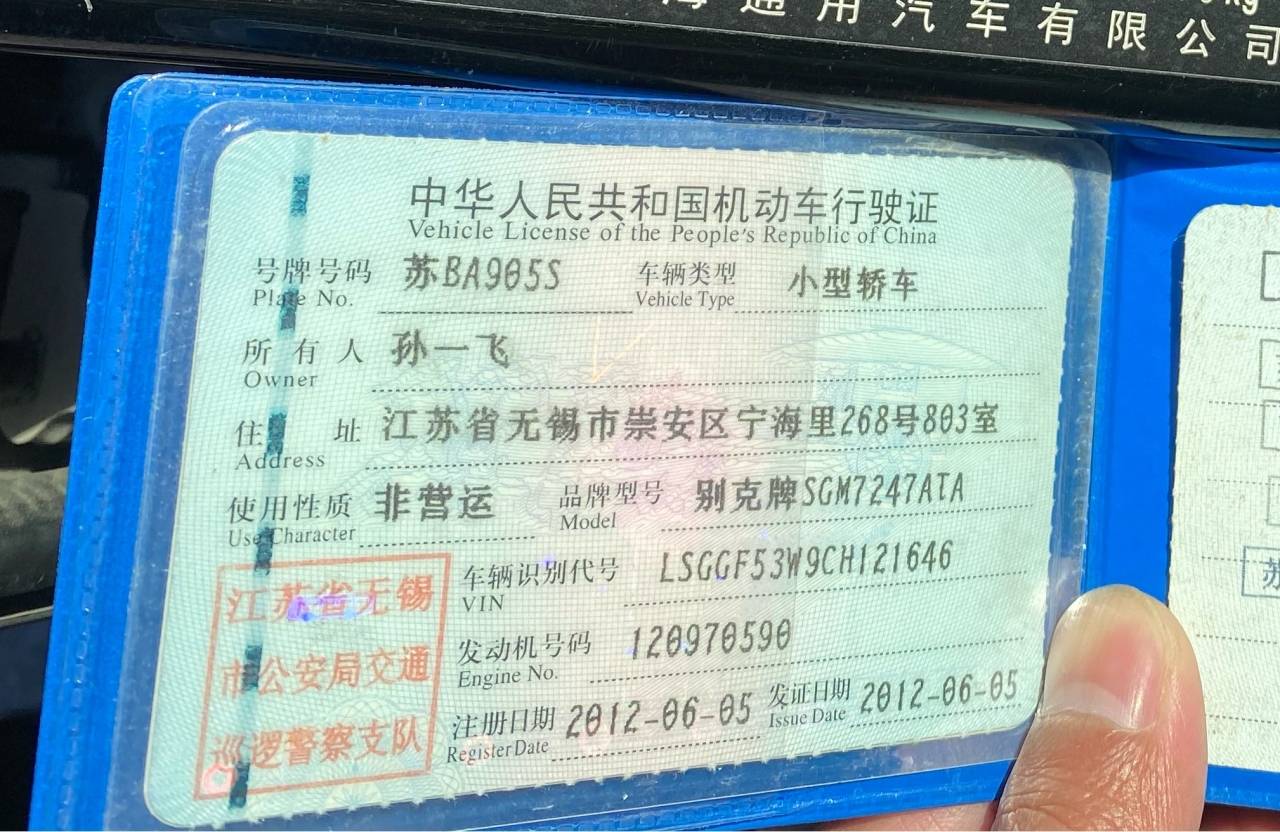 海通用汽车有限公司
中华人民共和国机动车行驶证
Vehicle License of the People's Republic of China
号牌号码 苏BA905S 车辆类型 小型轿车
Plate No. Vehicle Type
所有人 孙一飞
Owner
住址 江苏省无锡市崇安区宁海里268号803室
Address
使用性质 非营运 品牌型号 别克牌SGM7247ATA
Use Character Model
车辆识别代号 LSGGF53W9CH121646
VIN
发动机号码 120970590
Engine No.
注册日期 2012-06-05 发证日期 2012-06-05
Register Date Issue Date
江苏省无锡
市公安局交通
巡逻警察支队
苏